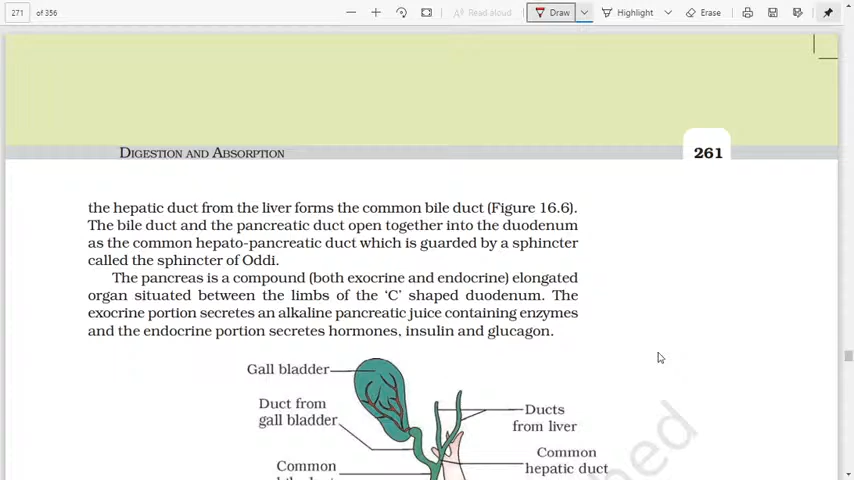 271 of 356
Read aloud
Draw
Highlight
Erase
DIGESTION AND ABSORPTION
261
the hepatic duct from the liver forms the common bile duct (Figure 16.6).
The bile duct and the pancreatic duct open together into the duodenum
as the common hepato-pancreatic duct which is guarded by a sphincter
called the sphincter of Oddi.
The pancreas is a compound (both exocrine and endocrine) elongated
organ situated between the limbs of the ‘C’ shaped duodenum. The
exocrine portion secretes an alkaline pancreatic juice containing enzymes
and the endocrine portion secretes hormones, insulin and glucagon.
Gall bladder
Duct from
gall bladder
Ducts
from liver
Common
hepatic duct
Common